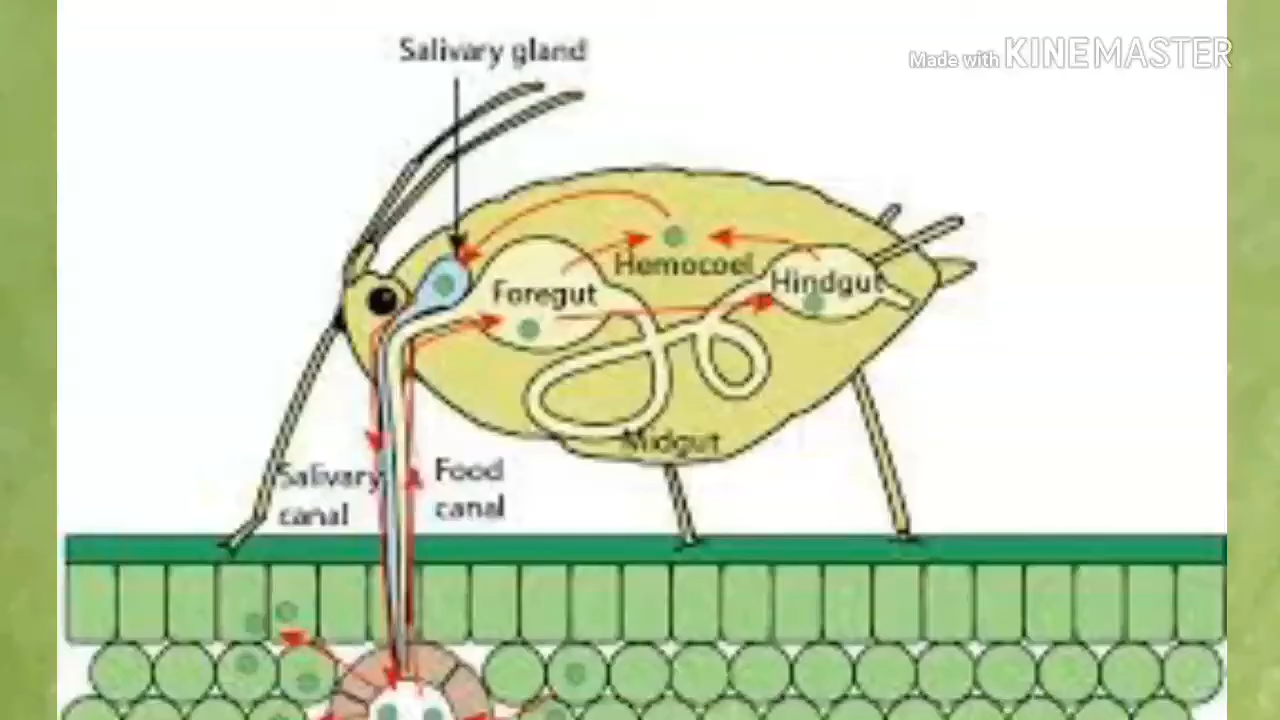 Made with KINEMASTER
Salivary gland
Hemocoel
Foregut
Hindgut
Midgut
Salivary
canal
Food
canal